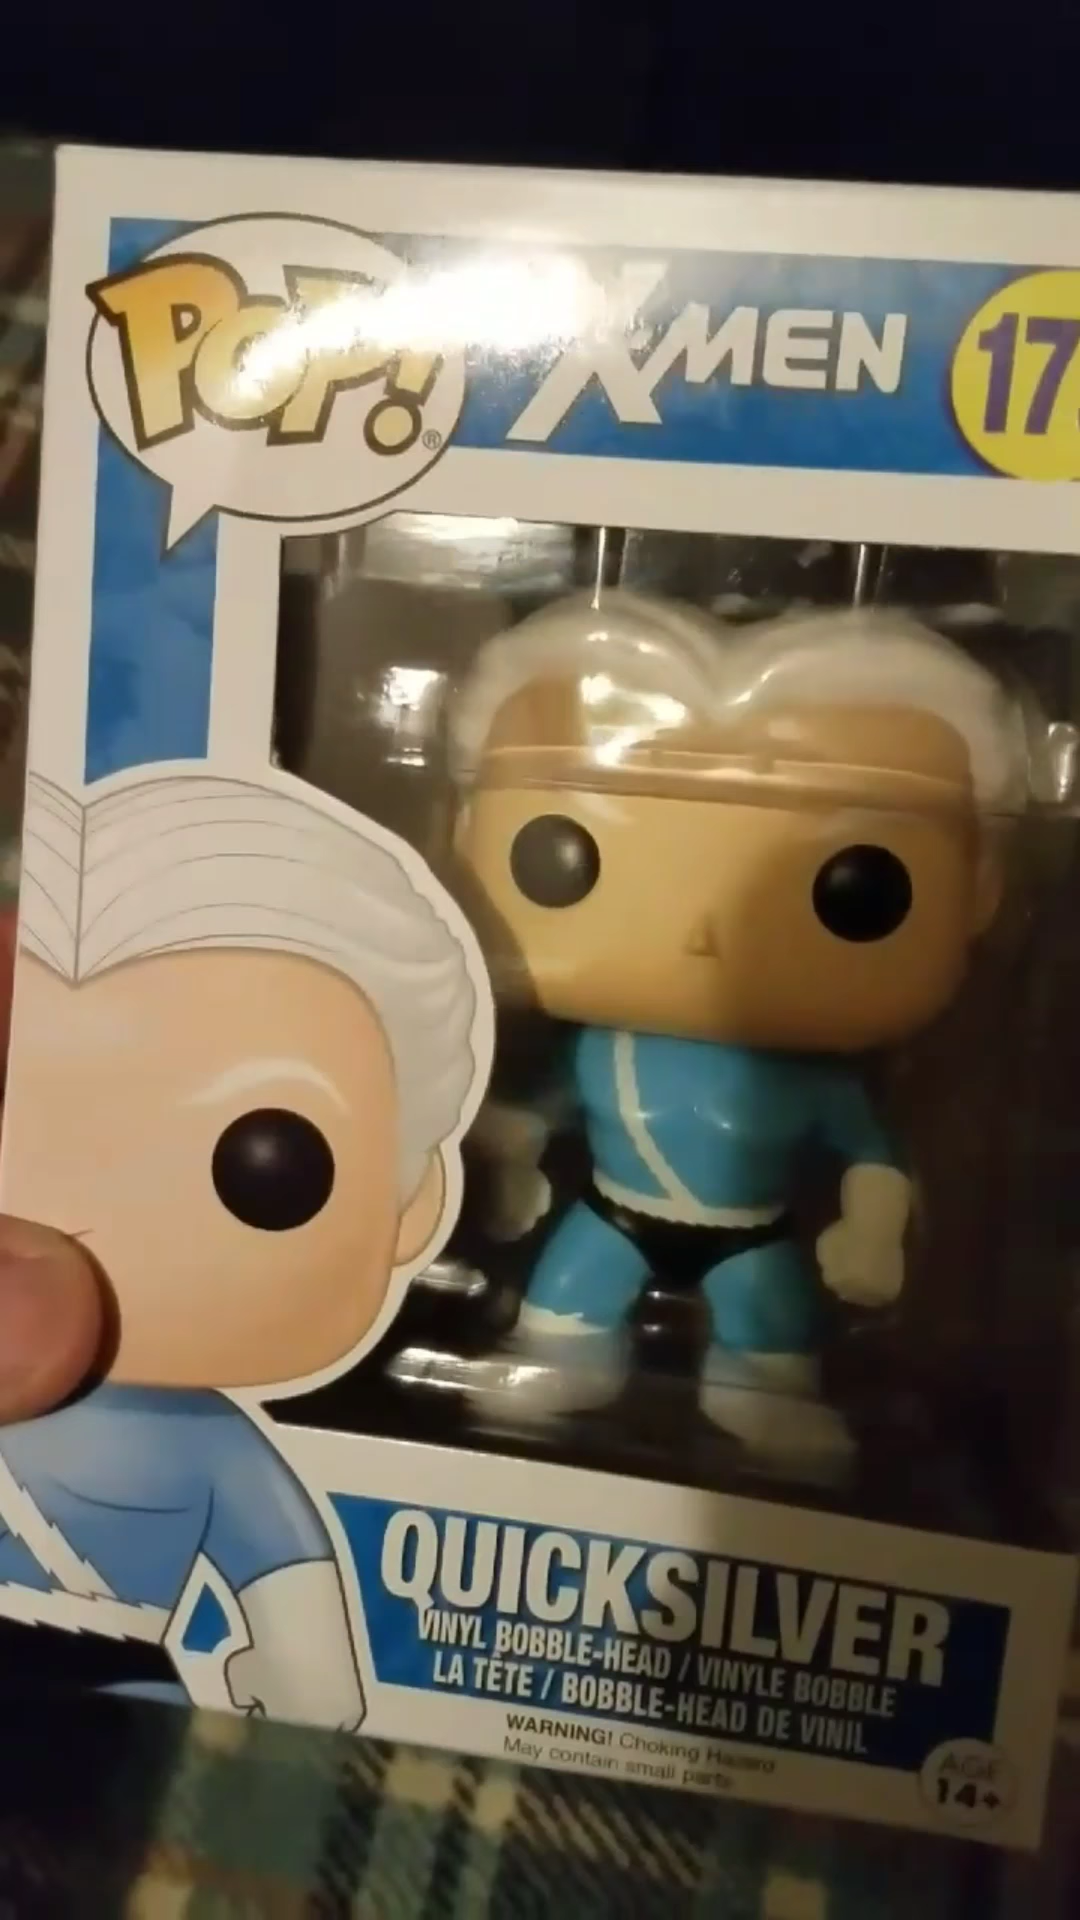 POP!®
X-MEN
17
QUICKSILVER
VINYL BOBBLE-HEAD / VINYLE BOBBLE
LA TÊTE / BOBBLE-HEAD DE VINIL
WARNING! Choking Hazard
May contain small parts
AGE
14+